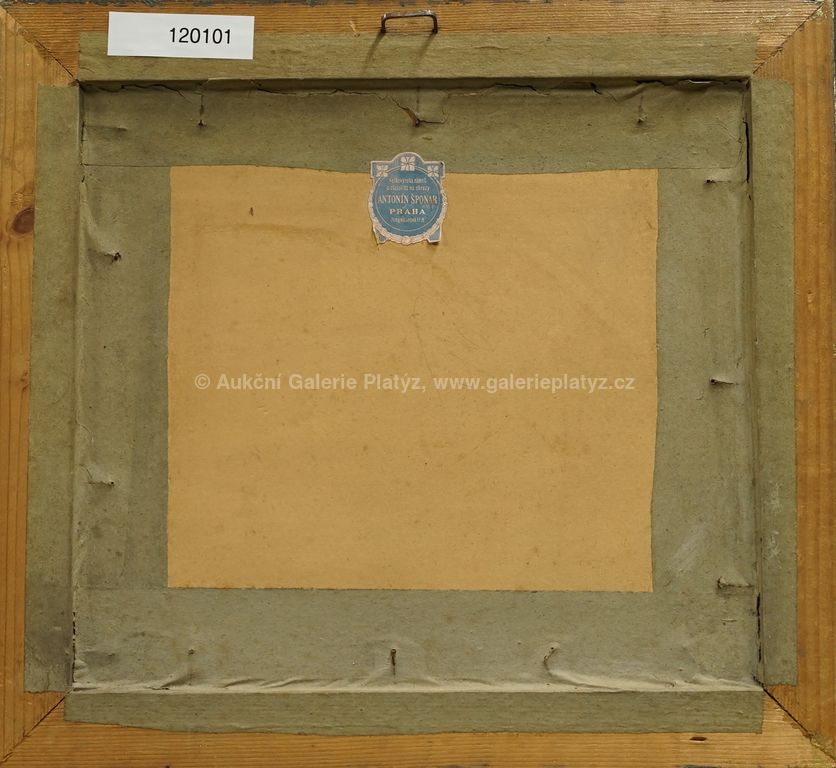 120101
a
ANTONÍN ŠPONAR
PRAHA
© Aukční Galerie Platýz, www.galerieplatyz.cz